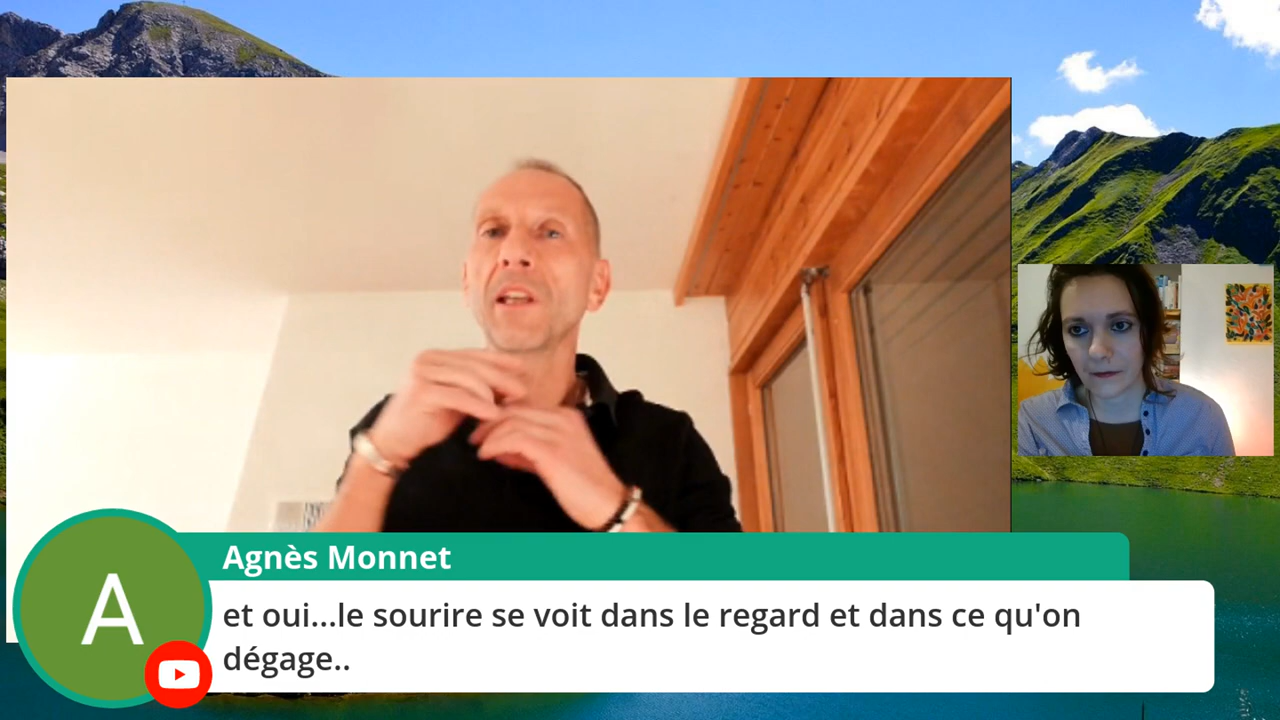 Agnès Monnet
A
et oui...le sourire se voit dans le regard et dans ce qu'on
dégage..